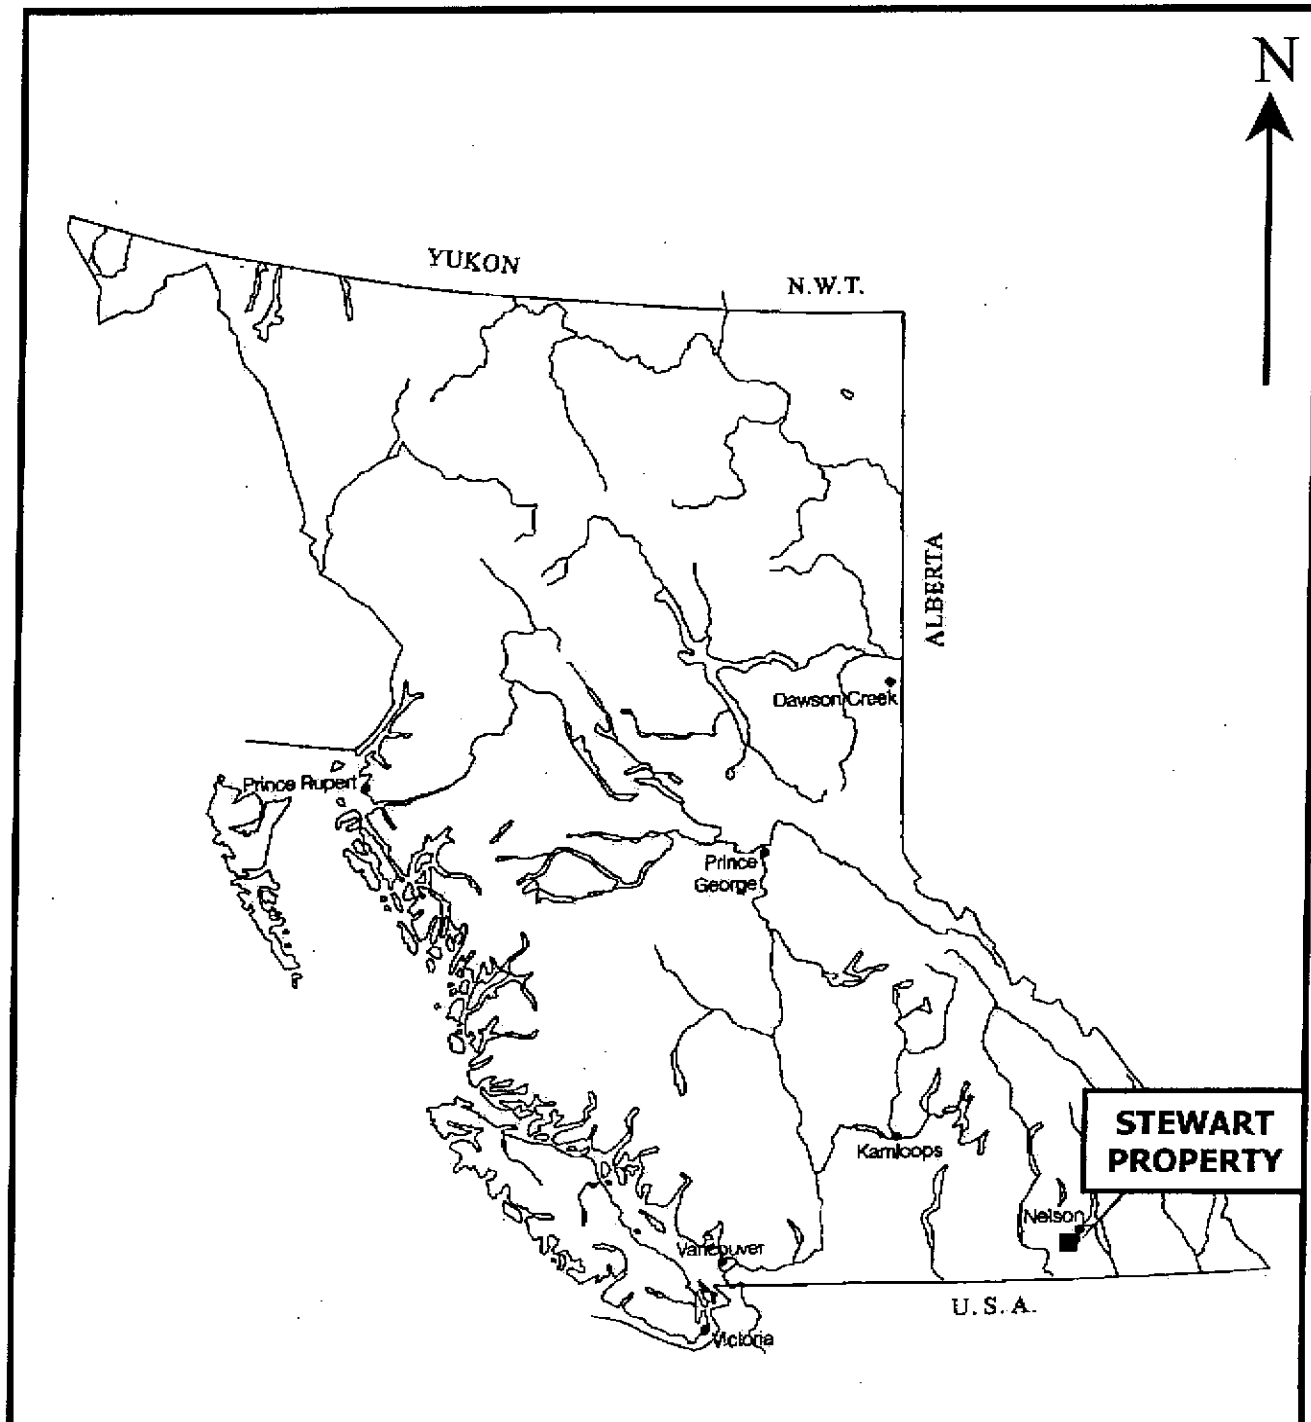 N
YUKON
N.W.T.
ALBERTA
Dawson Creek
Prince Rupert
Prince
George
STEWART
PROPERTY
Kamloops
Nelson
Vancouver
U.S.A.
Victoria